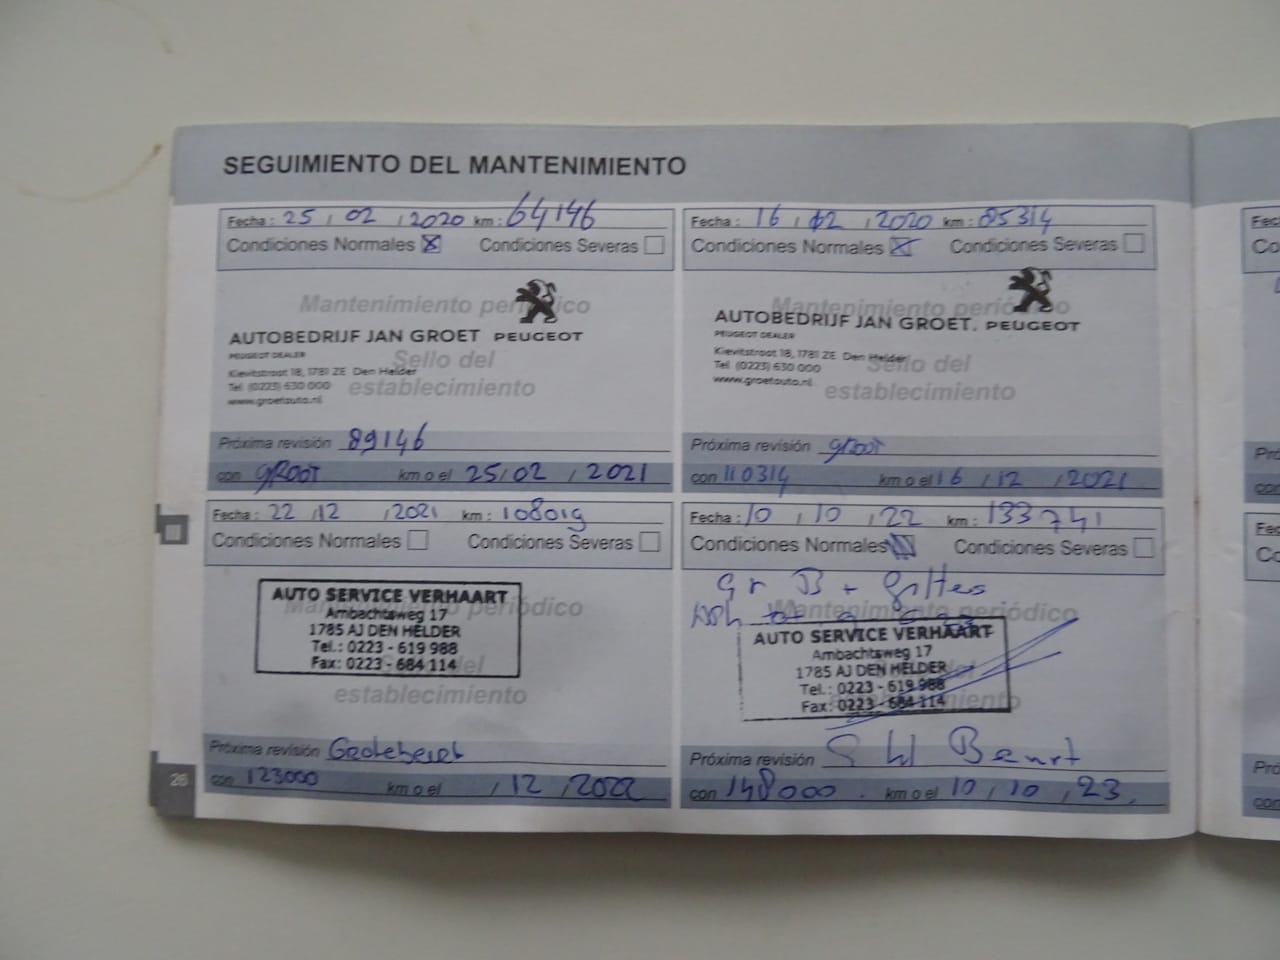 SEGUIMIENTO DEL MANTENIMIENTO
Fecha : 25 / 02 / 2020 km : 64146
Condiciones Normales Condiciones Severas
Mantenimiento periódico
AUTOBEDRIJF JAN GROET PEUGEOT
PEUGEOT DEALER
Sello del
Kievitstraat 18, 1781 ZE Den Helder
Tel. (0223) 630 000
establecimiento
www.groetauto.nl
Próxima revisión 89146
con GROOT km o el 25/02 / 2021
Fecha : 16 / 12 / 2020 km : 85314
Condiciones Normales Condiciones Severas
Mantenimiento periódico
AUTOBEDRIJF JAN GROET. PEUGEOT
PEUGEOT DEALER
Kievitstraat 18, 1781 ZE Den Helder
Sello del
Tel. (0223) 630 000
www.groetauto.nl
establecimiento
Próxima revisión groot
con 110314 km o el 16 / 12 / 2021
Fecha : 22 / 12 / 2021 km : 108019
Condiciones Normales Condiciones Severas
AUTO SERVICE VERHAART
Mantenimiento periódico
Ambachtsweg 17
1785 AJ DEN HELDER
Tel.: 0223 - 619 988
Fax: 0223 - 684 114
Sello del
establecimiento
Próxima revisión
con 123000 km o el / 12 / 2022
Fecha : 10 / 10 / 22 km : 133741
Condiciones Normales Condiciones Severas
Gr B +
Mantenimiento periódico
AUTO SERVICE VERHAART
Ambachtsweg 17
1785 AJ DEN HELDER
Tel.: 0223 - 619 988
Fax: 0223 - 684 114
Sello del
establecimiento
Próxima revisión Beurt
con 148000 . km o el 10 / 10 / 23.
26